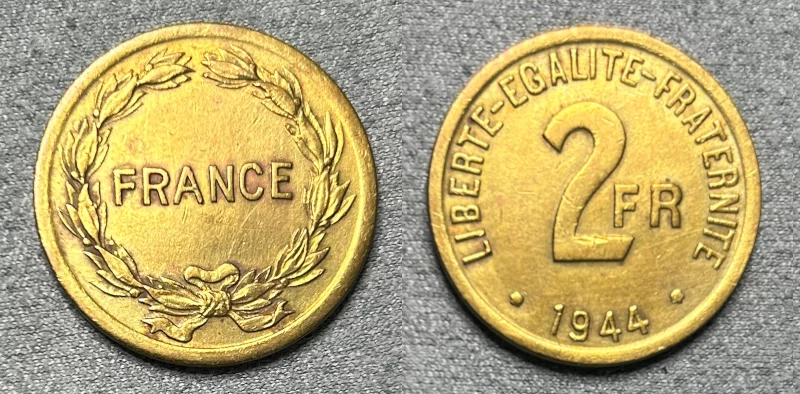 FRANCE
LIBERTE-EGALITE-FRATERNITE
2 FR
1944